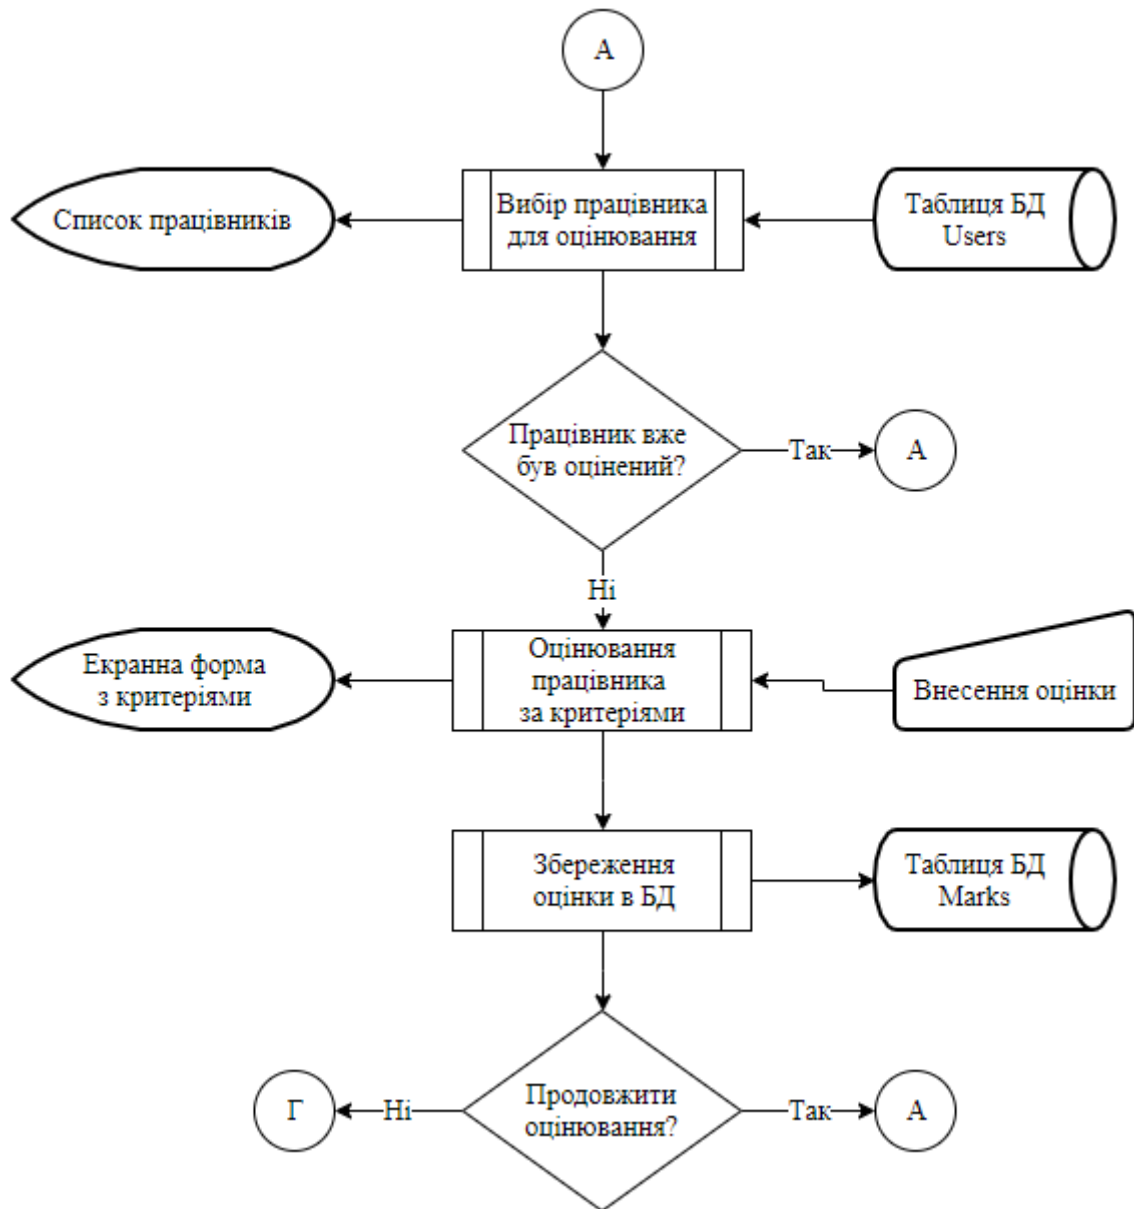 А
Список працівників
Вибір працівника
для оцінювання
Таблиця БД
Users
Працівник вже
був оцінений?
Так
А
Ні
Екранна форма
з критеріями
Оцінювання
працівника
за критеріями
Внесення оцінки
Збереження
оцінки в БД
Таблиця БД
Marks
Г
Ні
Продовжити
оцінювання?
Так
А